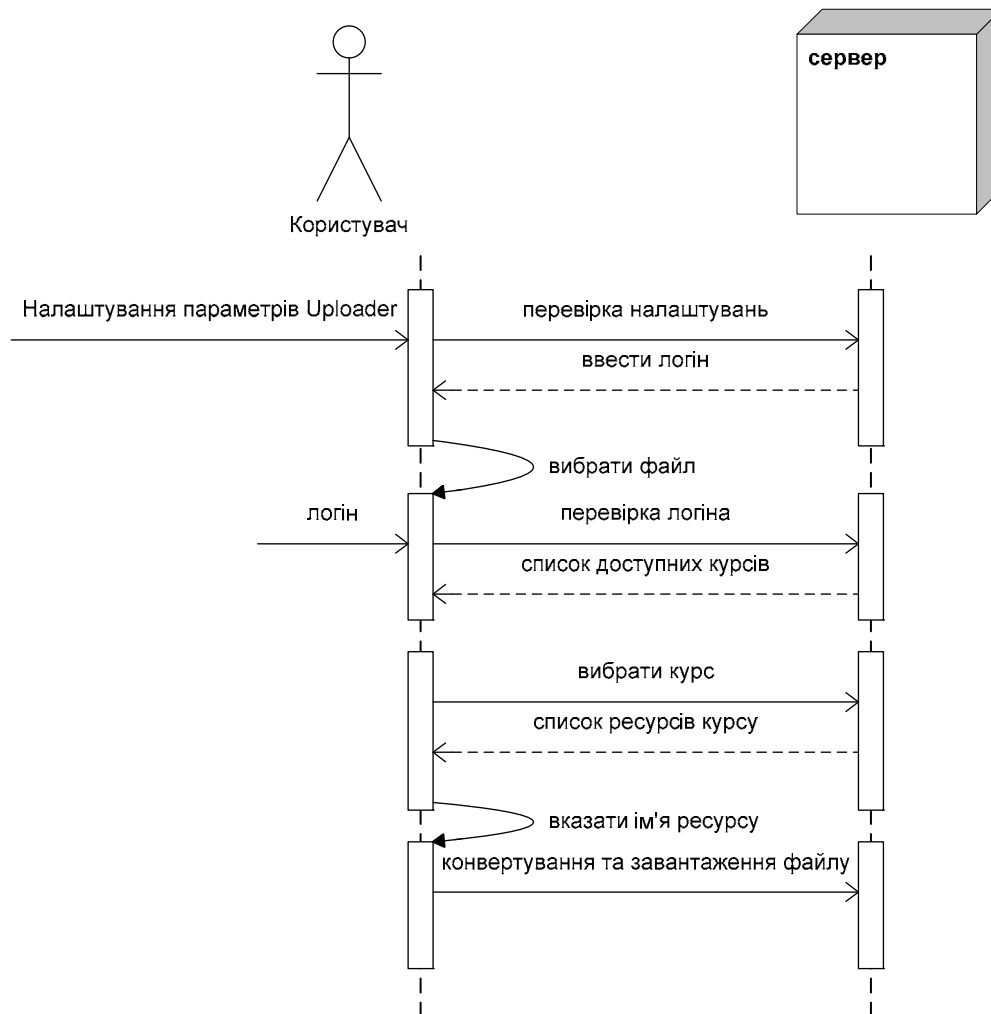 сервер
Користувач
Налаштування параметрів Uploader
перевірка налаштувань
ввести логін
вибрати файл
логін
перевірка логіна
список доступних курсів
вибрати курс
список ресурсів курсу
вказати ім'я ресурсу
конвертування та завантаження файлу